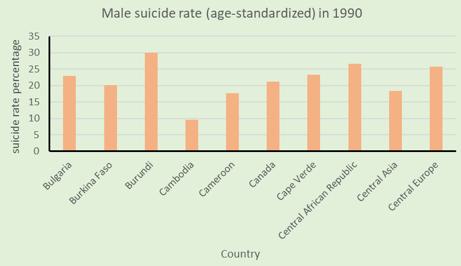 Male suicide rate (age-standardized) in 1990
suicide rate percentage
35
30
25
20
15
10
5
0
Bulgaria
Burkina Faso
Burundi
Cambodia
Cameroon
Canada
Cape Verde
Central African Republic
Central Asia
Central Europe
Country